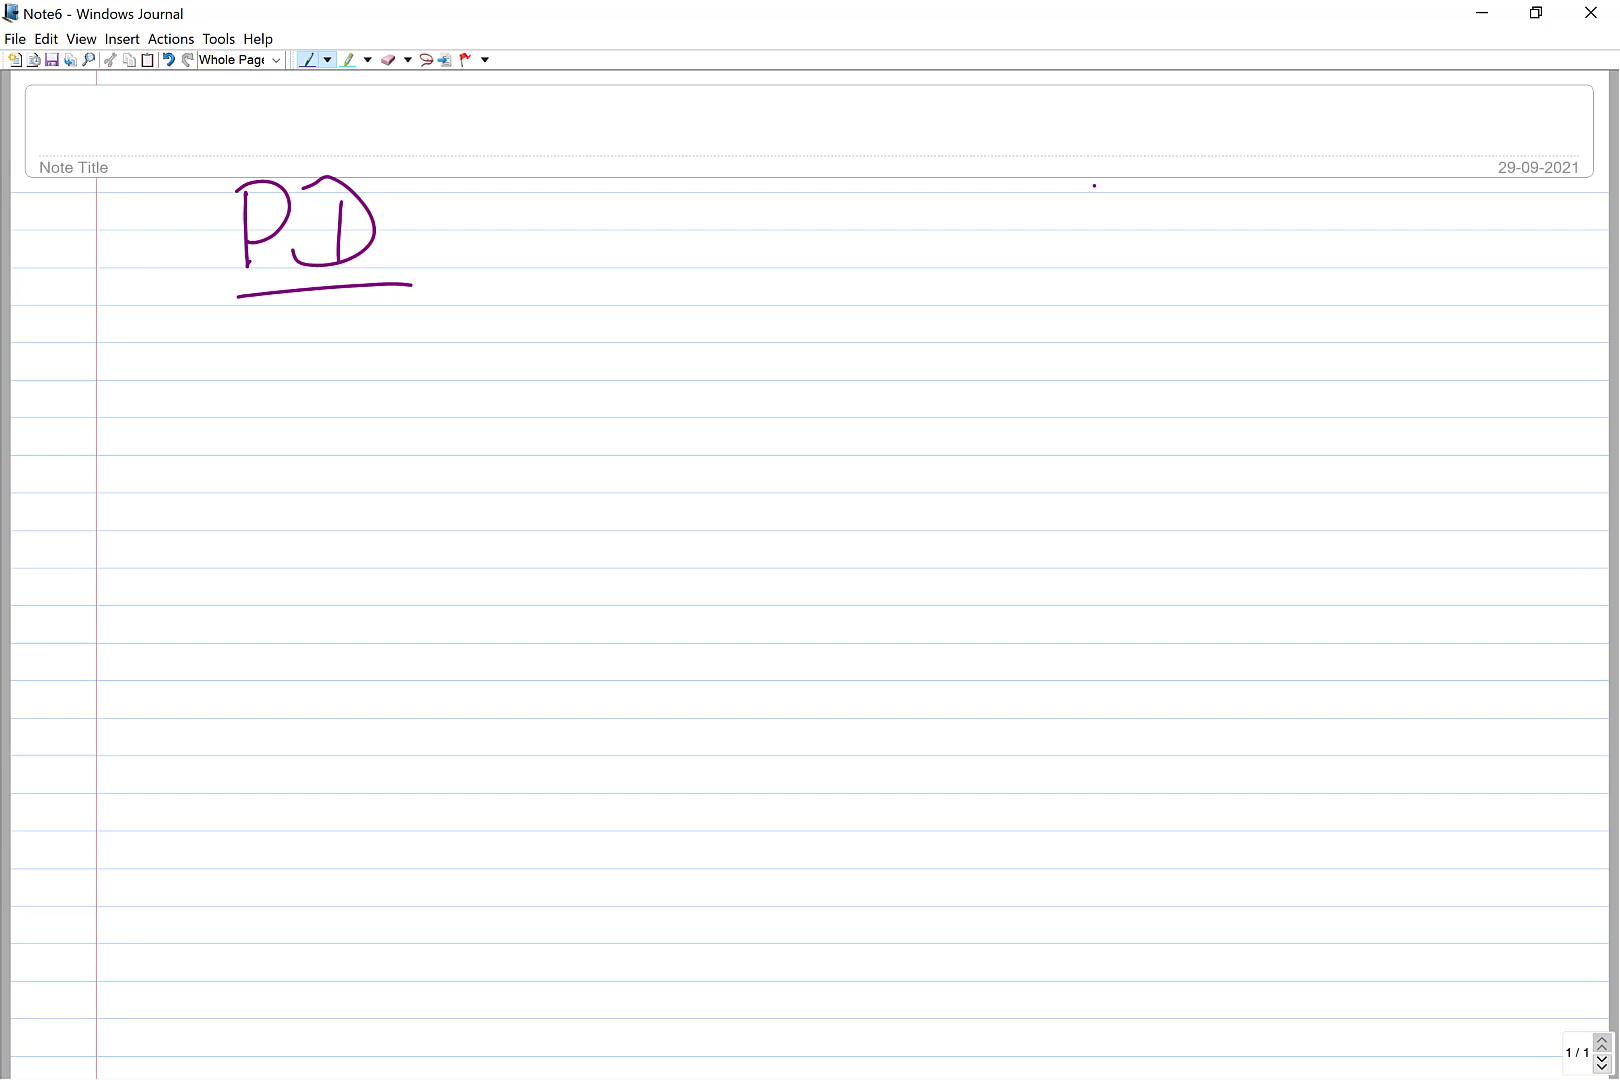 Note6 - Windows Journal
File Edit View Insert Actions Tools Help
Whole Page
Note Title
29-09-2021
PD
1 / 1